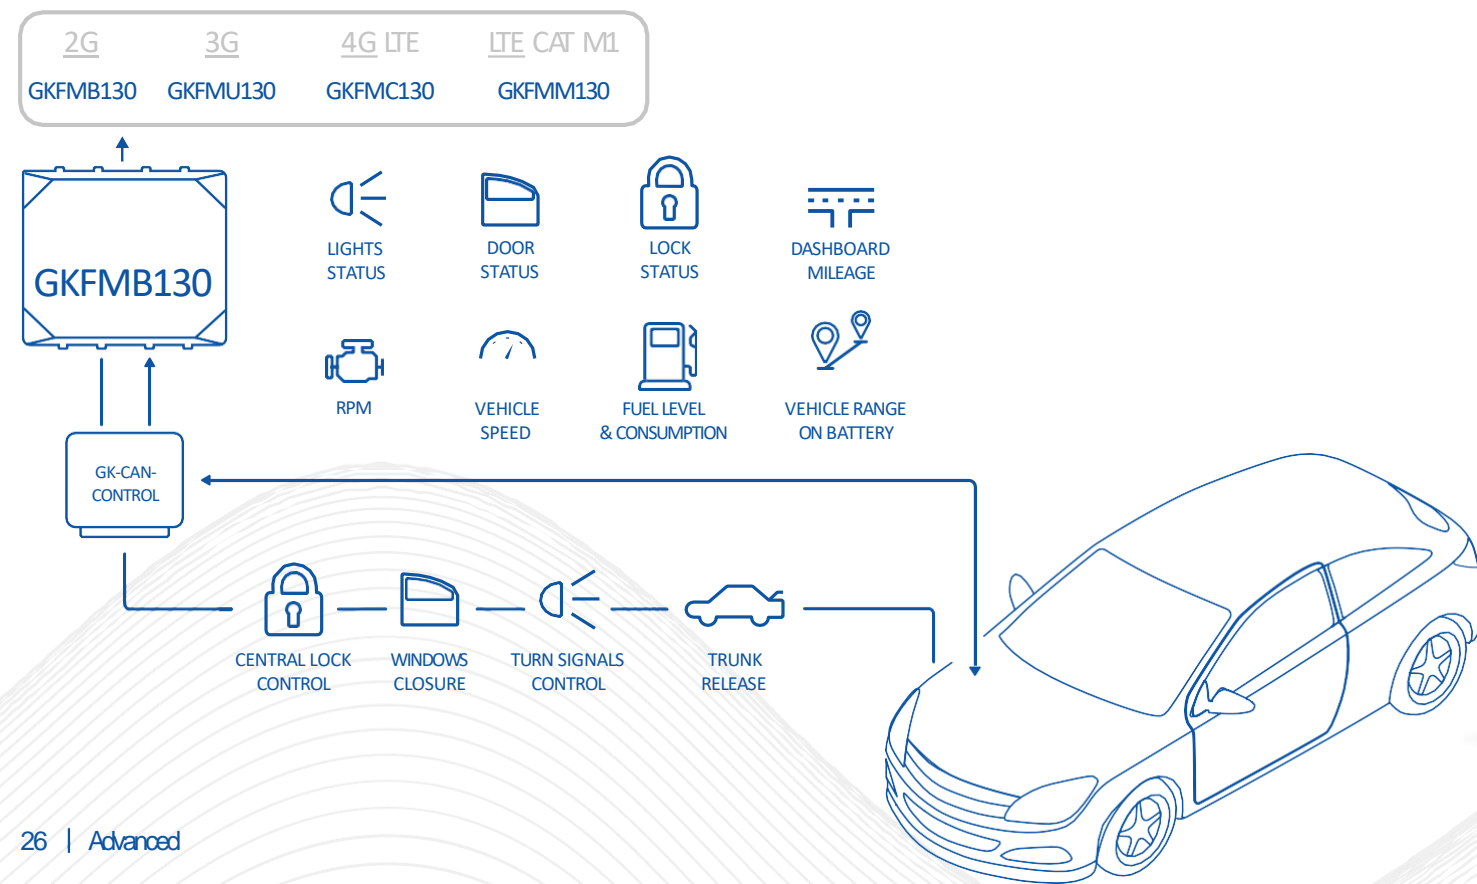 2G 3G 4G LTE LTE CAT M1
GKFMB130 GKFMU130 GKFMC130 GKFMM130
GKFMB130
LIGHTS
STATUS
DOOR
STATUS
LOCK
STATUS
DASHBOARD
MILEAGE
RPM
VEHICLE
SPEED
FUEL LEVEL
& CONSUMPTION
VEHICLE RANGE
ON BATTERY
GK-CAN-
CONTROL
CENTRAL LOCK
CONTROL
WINDOWS
CLOSURE
TURN SIGNALS
CONTROL
TRUNK
RELEASE
26 | Advanced